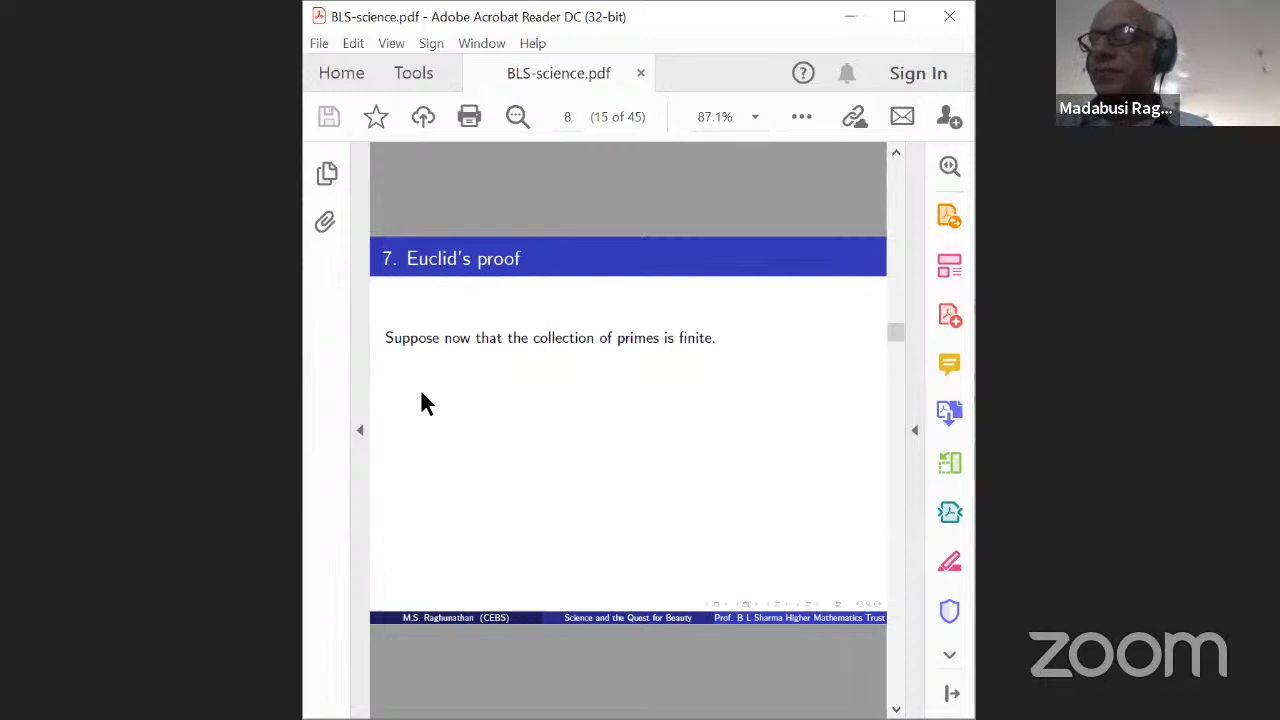 BLS-science.pdf - Adobe Acrobat Reader DC (32-bit)
File Edit View Sign Window Help
Home Tools BLS-science.pdf × Sign In
8 (15 of 45) 87.1%
Madabusi Rag...
7. Euclid's proof
Suppose now that the collection of primes is finite.
M.S. Raghunathan (CEBS) Science and the Quest for Beauty Prof. B L Sharma Higher Mathematics Trust
zoom